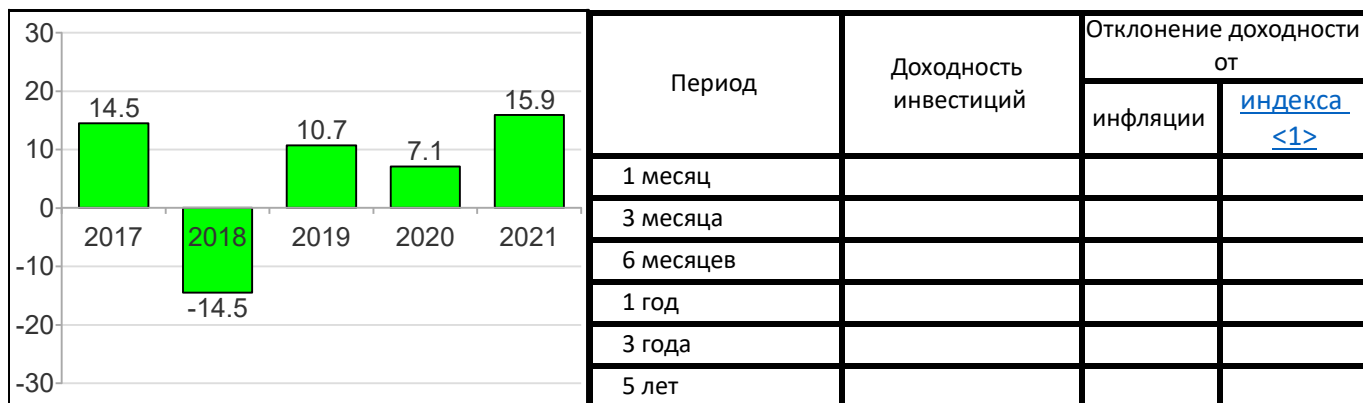 30
20
10
0
-10
-20
-30
14.5
-14.5
10.7
7.1
15.9
2017 2018 2019 2020 2021
Период
Доходность
инвестиций
Отклонение доходности
от
инфляции
индекса
<1>
1 месяц
3 месяца
6 месяцев
1 год
3 года
5 лет